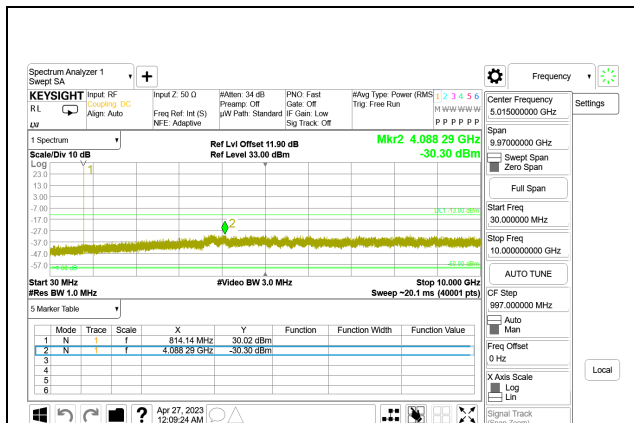 Spectrum Analyzer 1
Swept SA
+
Frequency
KEYSIGHT
Input: RF
Coupling: DC
Align: Auto
Input Z: 50 Ω
Freq Ref: Int (S)
NFE: Adaptive
#Atten: 34 dB
Preamp: Off
µW Path: Standard
PNO: Fast
Gate: Off
IF Gain: Low
Sig Track: Off
#Avg Type: Power (RMS
Trig: Free Run
1 2 3 4 5 6
M W W W W W
P P P P P P
RL
LXI
Settings
Center Frequency
5.015000000 GHz
Span
9.97000000 GHz
Swept Span
Zero Span
Full Span
Start Freq
30.000000 MHz
Stop Freq
10.000000000 GHz
AUTO TUNE
CF Step
997.000000 MHz
Auto
Man
Freq Offset
0 Hz
X Axis Scale
Log
Lin
Signal Track
(Span Zoom)
Local
1 Spectrum
Scale/Div 10 dB
Log
Ref Lvl Offset 11.90 dB
Ref Level 33.00 dBm
Mkr2 4.088 29 GHz
-30.30 dBm
1
23.0
13.0
3.00
-7.00
DL1 -13.00 dBm
-17.0
2
-27.0
-37.0
-47.0
-57.0
Start 30 MHz
#Res BW 1.0 MHz
#Video BW 3.0 MHz
Stop 10.000 GHz
Sweep ~20.1 ms (40001 pts)
5 Marker Table
Mode Trace Scale X Y Function Function Width Function Value
1 N 1 f 814.14 MHz 30.02 dBm
2 N 1 f 4.088 29 GHz -30.30 dBm
3
4
5
6
?
Apr 27, 2023
12:09:24 AM